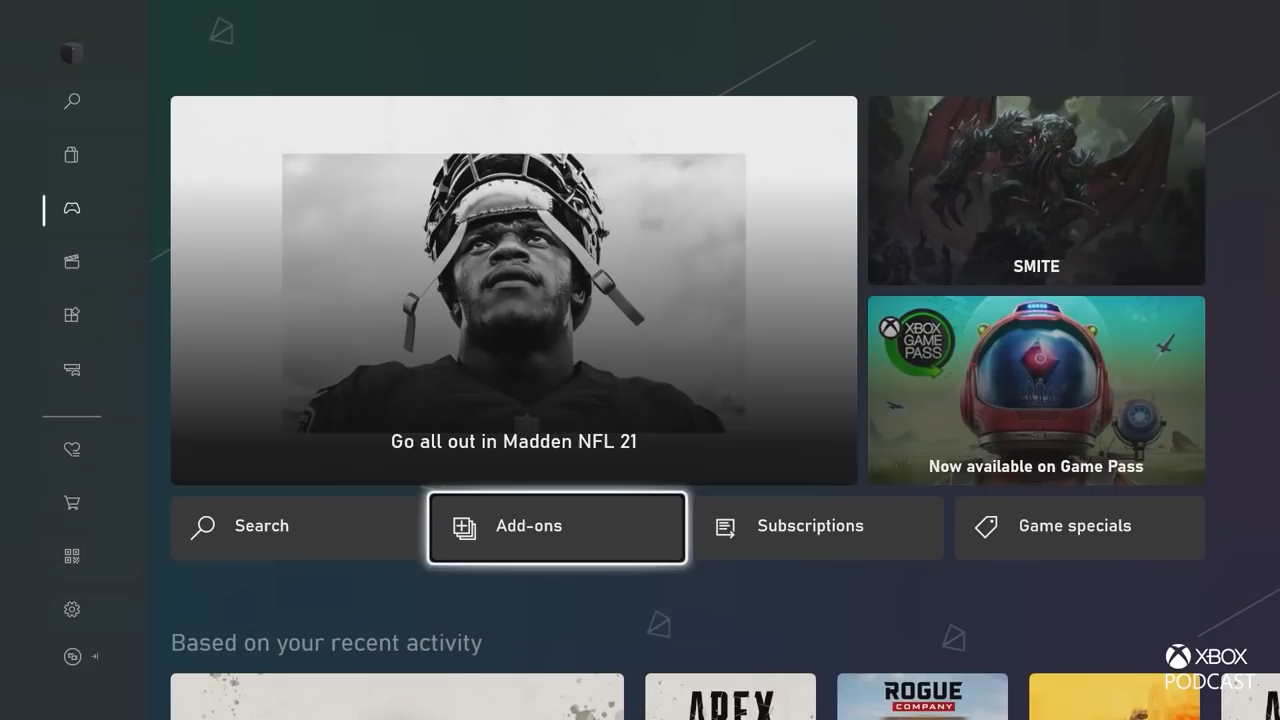 SMITE
XBOX
GAME
PASS
Go all out in Madden NFL 21
Now available on Game Pass
Search
Add-ons
Subscriptions
Game specials
Based on your recent activity
XBOX
PODCAST
APEX
ROGUE
COMPANY